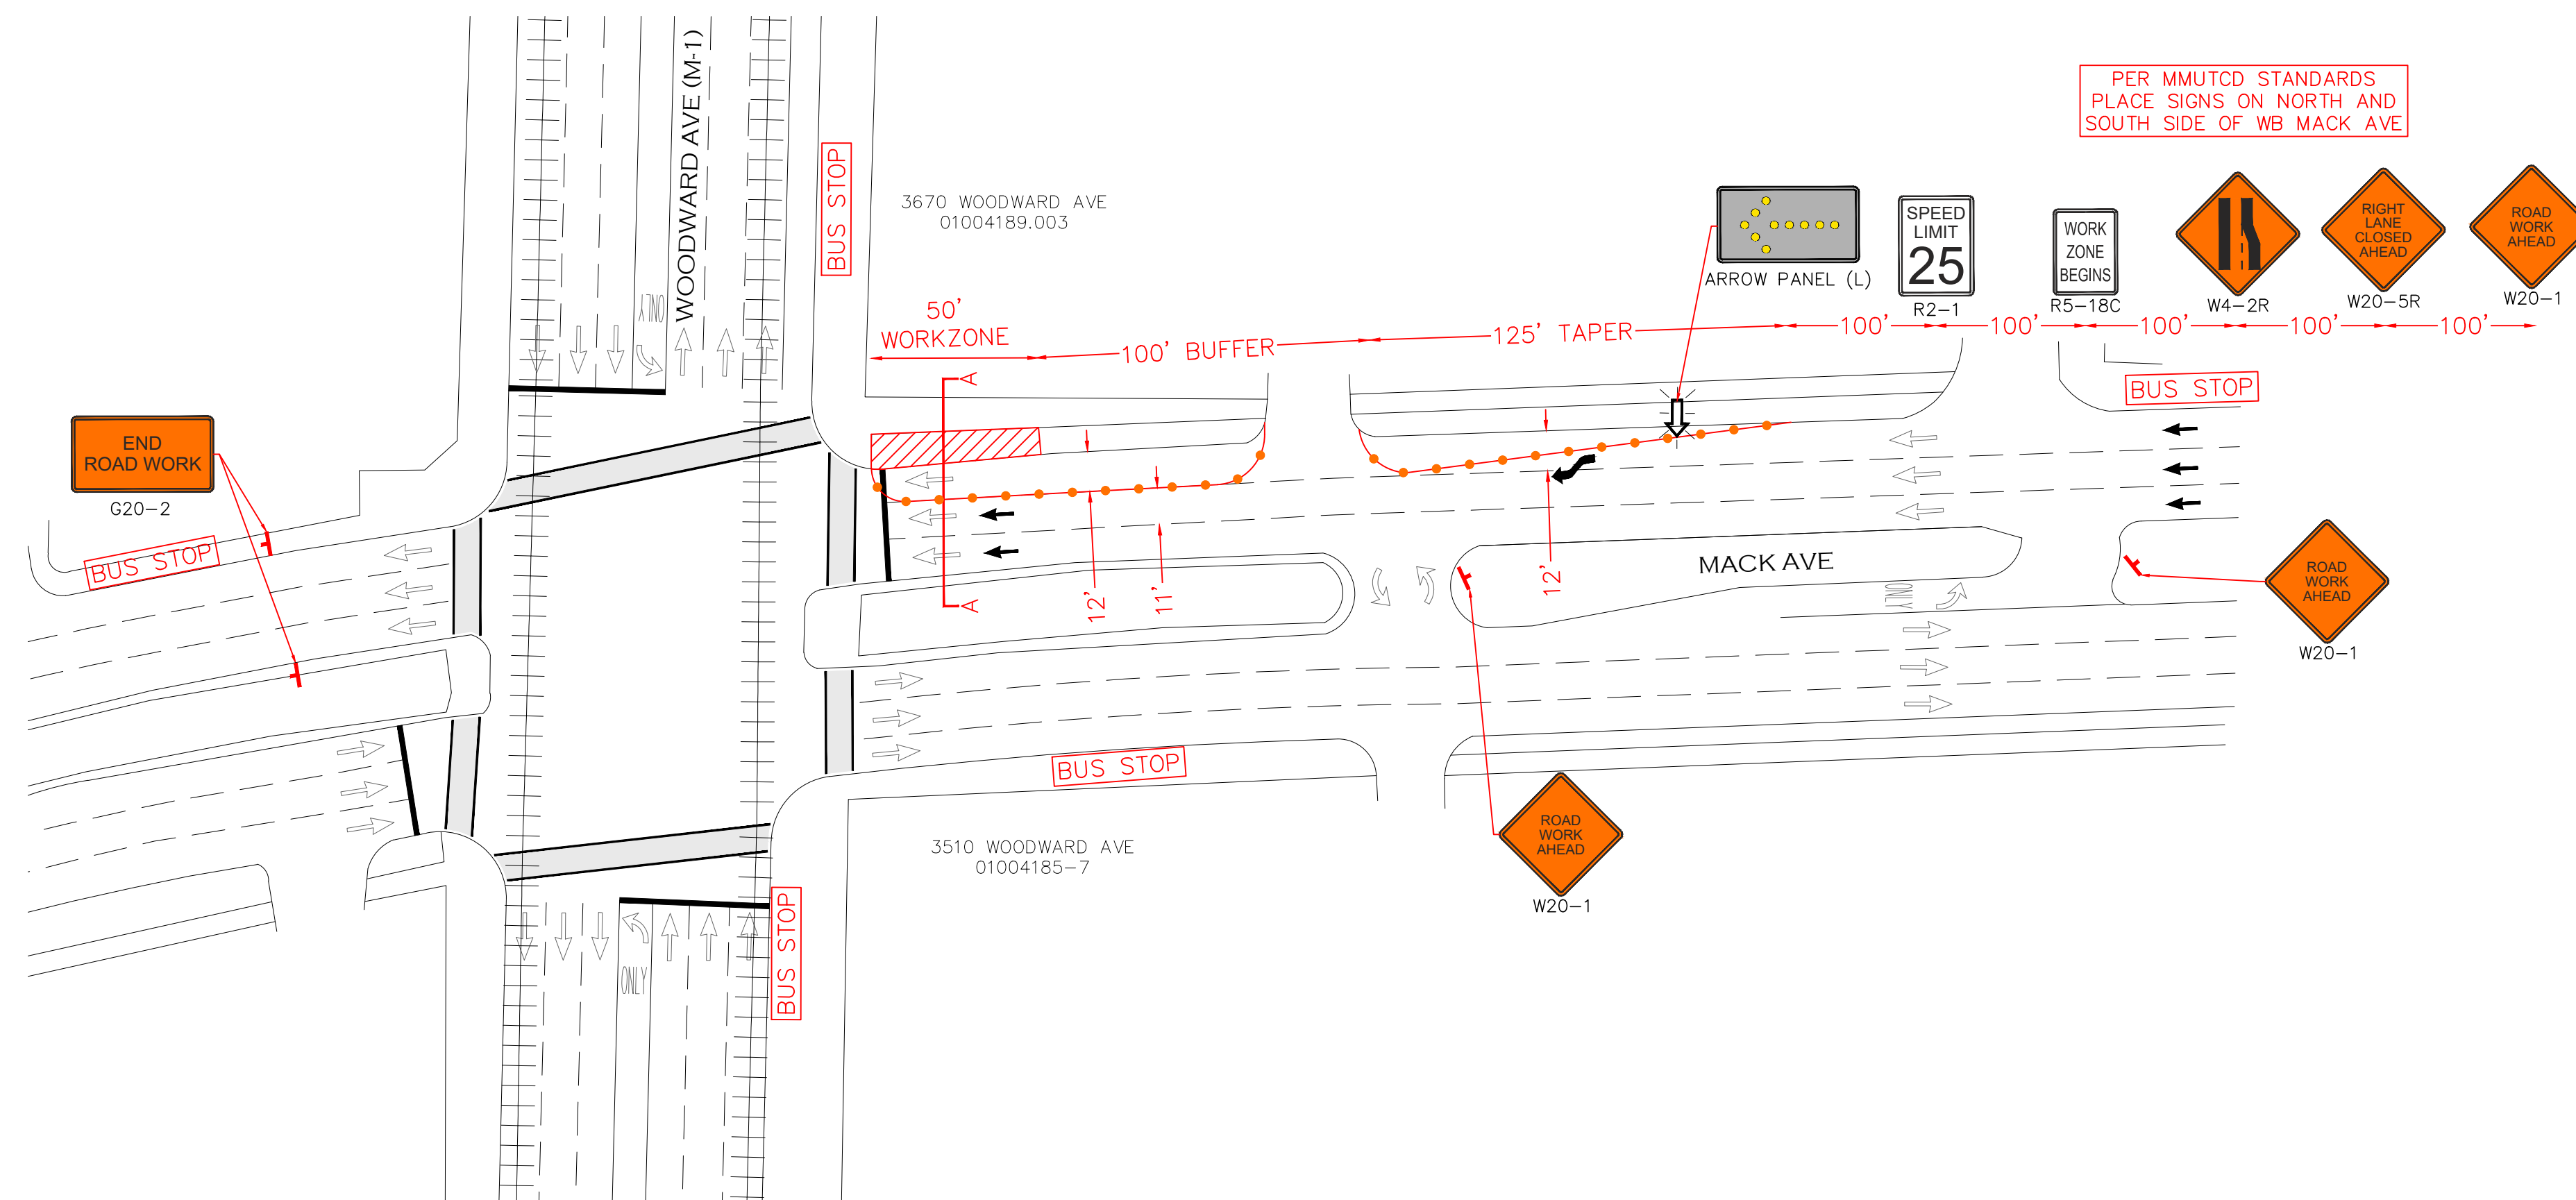 PER MMUTCD STANDARDS
PLACE SIGNS ON NORTH AND
SOUTH SIDE OF WB MACK AVE
WOODWARD AVE (M-1)
ONLY
BUS STOP
3670 WOODWARD AVE
01004189.003
ARROW PANEL (L)
SPEED
LIMIT
25
R2-1
WORK
ZONE
BEGINS
R5-18C
W4-2R
RIGHT
LANE
CLOSED
AHEAD
W20-5R
ROAD
WORK
AHEAD
W20-1
50'
WORKZONE
100' BUFFER
125' TAPER
100'
100'
100'
100'
100'
A
A
BUS STOP
END
ROAD WORK
G20-2
BUS STOP
12'
11'
12'
MACK AVE
ONLY
ROAD
WORK
AHEAD
W20-1
BUS STOP
ROAD
WORK
AHEAD
W20-1
3510 WOODWARD AVE
01004185-7
BUS STOP
ONLY